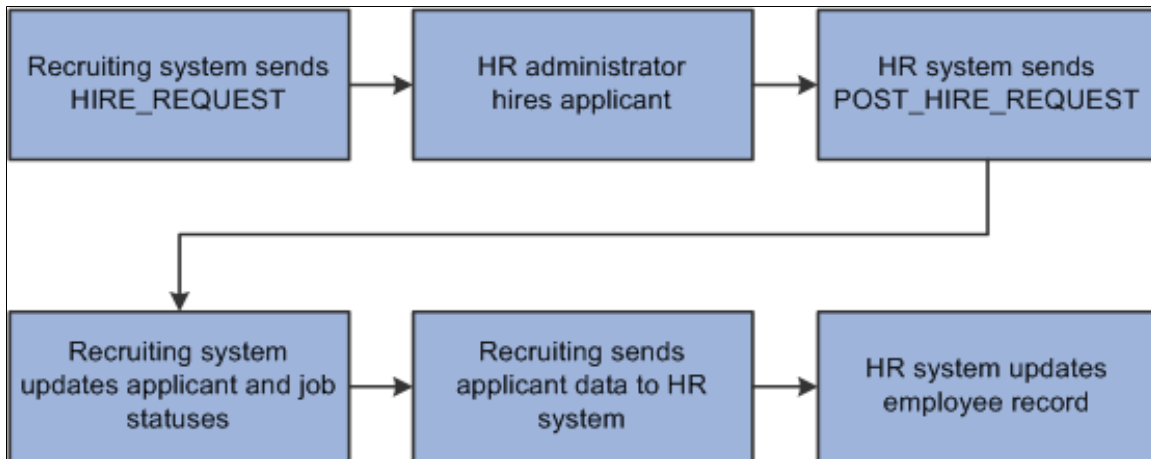 Recruiting system sends
HIRE_REQUEST
HR administrator
hires applicant
HR system sends
POST_HIRE_REQUEST
Recruiting system
updates applicant and job
statuses
Recruiting sends
applicant data to HR
system
HR system updates
employee record